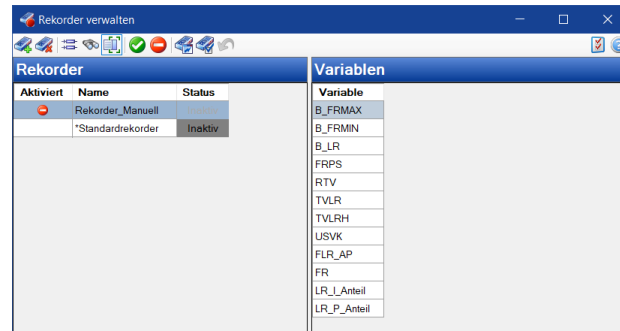 Rekorder verwalten
Rekorder
Variablen
Aktiviert Name Status
Rekorder_Manuell
*Standardrekorder Inaktiv
Variable
B_FRMAX
B_FRMIN
B_LR
FRPS
RTV
TVLR
TVLRH
USVK
FLR_AP
FR
LR_I_Anteil
LR_P_Anteil